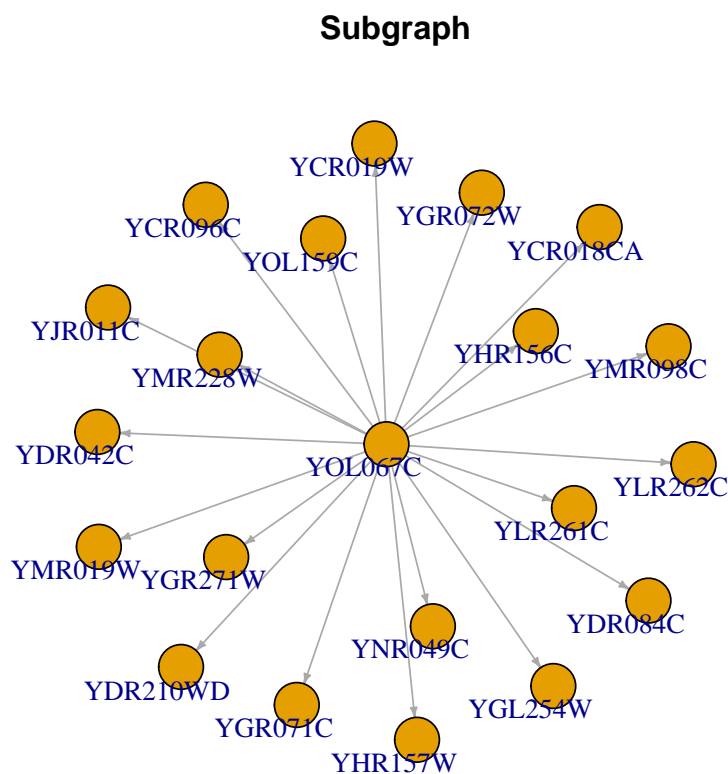 Subgraph
YCR019W
YGR072W
YCR096C
YCR018CA
YOL159C
YJR011C
YHR156C
YMR098C
YMR228W
YDR042C
YOL067C
YLR262C
YLR261C
YMR019W
YGR271W
YDR084C
YNR049C
YDR210WD
YGL254W
YGR071C
YHR157W